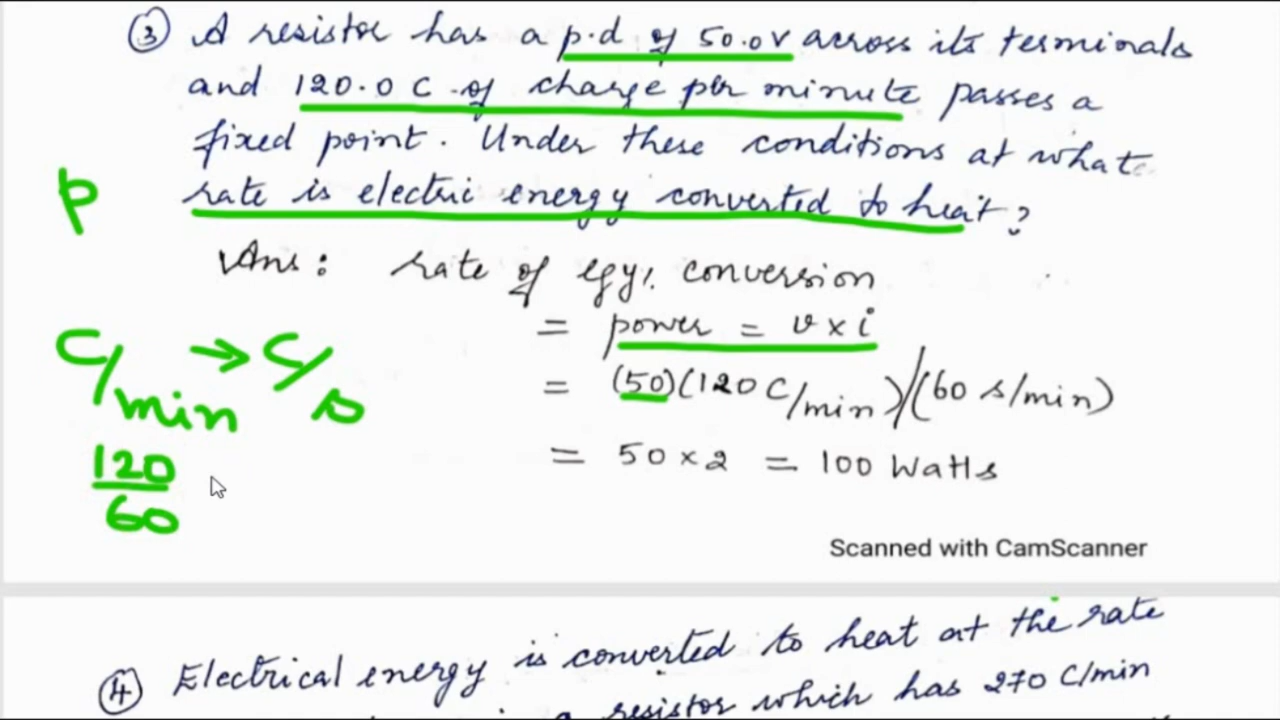 ③ A resistor has a p.d of 50.0V across its terminals
and 120.0 C of charge per minute passes a
fixed point. Under these conditions at what
rate is electric energy converted to heat?
P
Ans: rate of egy. conversion
= power = v x i
C/min → C/s
= (50)(120 C/min)/(60 s/min)
120
60
= 50 x 2 = 100 Watts
Scanned with CamScanner
④ Electrical energy is converted to heat at the rate
resistor which has 270 C/min